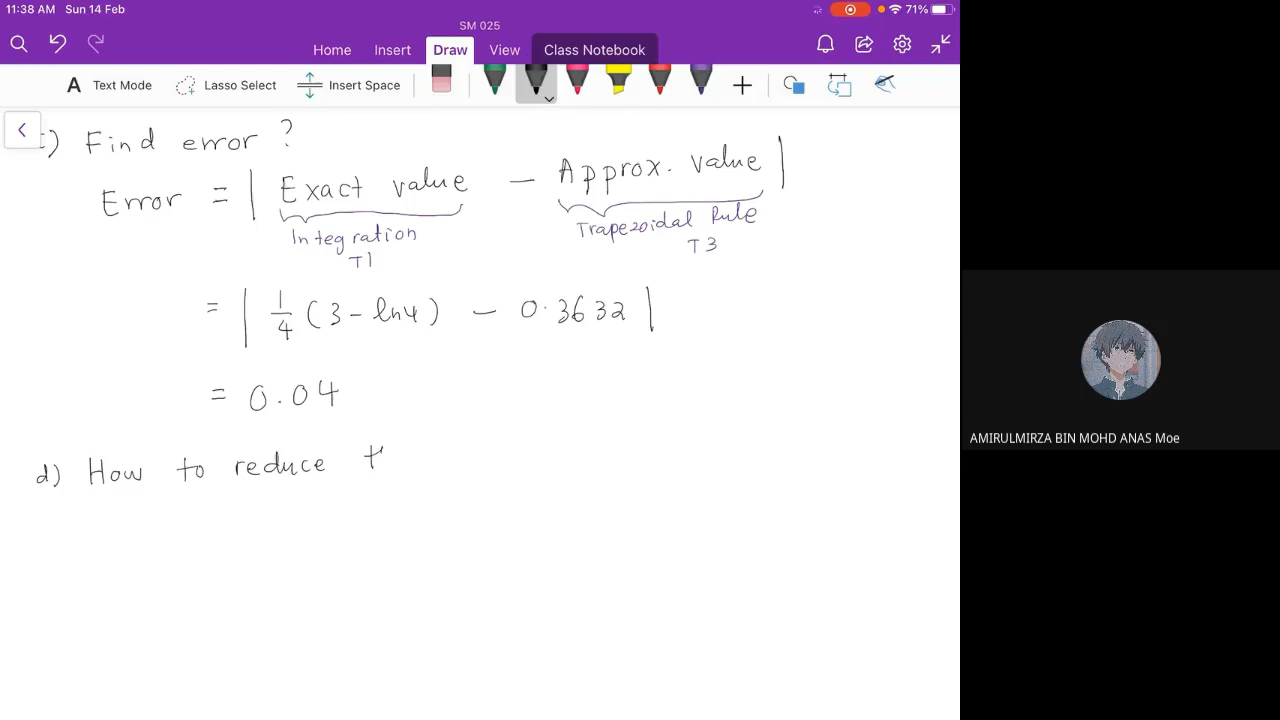 11:38 AM Sun 14 Feb
71%
SM 025
Home Insert Draw View Class Notebook
A Text Mode Lasso Select Insert Space
) Find error ?
Error = | Exact value - Approx. value |
Integration Trapezoidal Rule
T1 T3
= | 1/4 (3 - ln4) - 0.3632 |
= 0.04
d) How to reduce t
AMIRULMIRZA BIN MOHD ANAS Moe